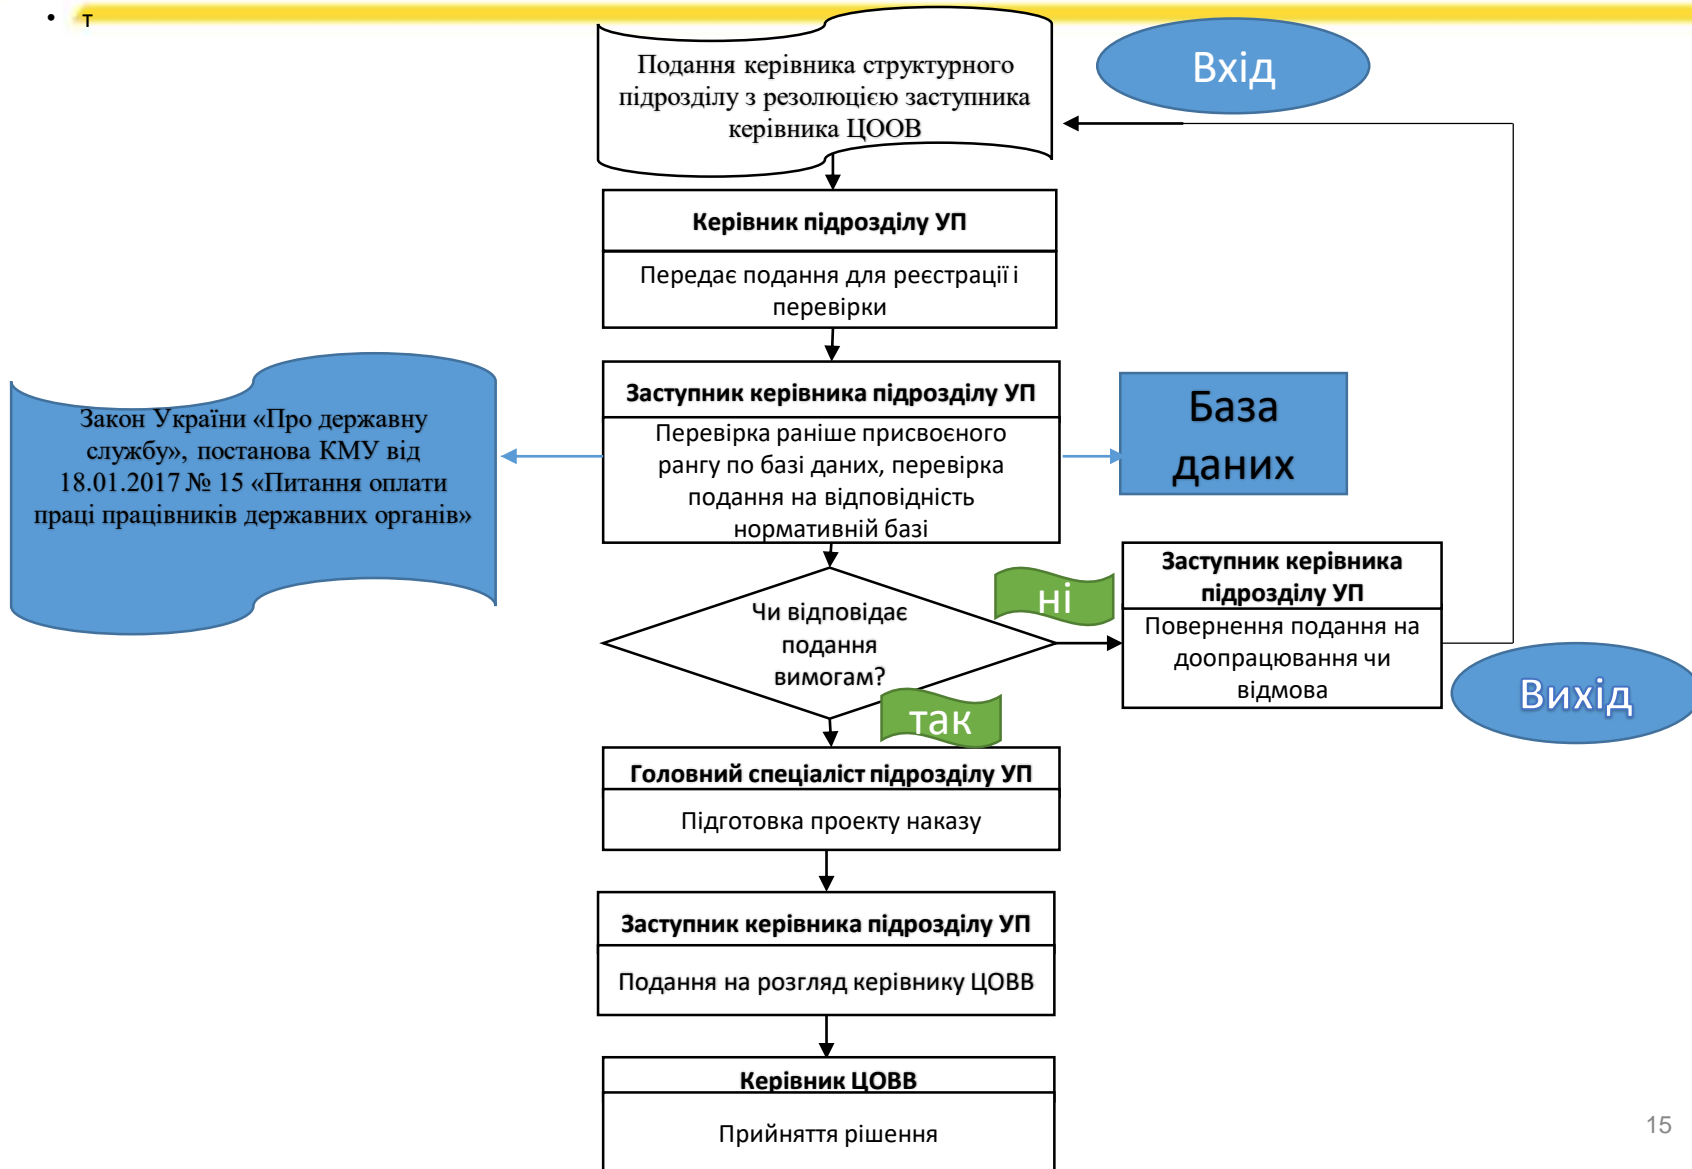 • т
Подання керівника структурного
підрозділу з резолюцією заступника
керівника ЦООВ
Вхід
Керівник підрозділу УП
Передає подання для реєстрації і
перевірки
Заступник керівника підрозділу УП
Перевірка раніше присвоєного
рангу по базі даних, перевірка
подання на відповідність
нормативній базі
Закон України «Про державну
службу», постанова КМУ від
18.01.2017 № 15 «Питання оплати
праці працівників державних органів»
База
даних
Чи відповідає
подання
вимогам?
ні
Заступник керівника
підрозділу УП
Повернення подання на
доопрацювання чи
відмова
Вихід
так
Головний спеціаліст підрозділу УП
Підготовка проекту наказу
Заступник керівника підрозділу УП
Подання на розгляд керівнику ЦОВВ
Керівник ЦОВВ
Прийняття рішення
15